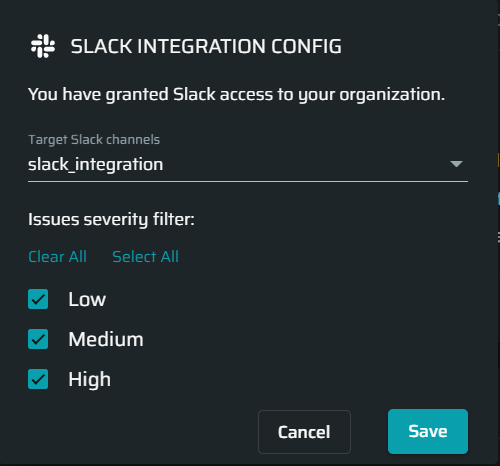 SLACK INTEGRATION CONFIG
You have granted Slack access to your organization.
Target Slack channels
slack_integration
Issues severity filter:
Clear All Select All
Low
Medium
High
Cancel Save